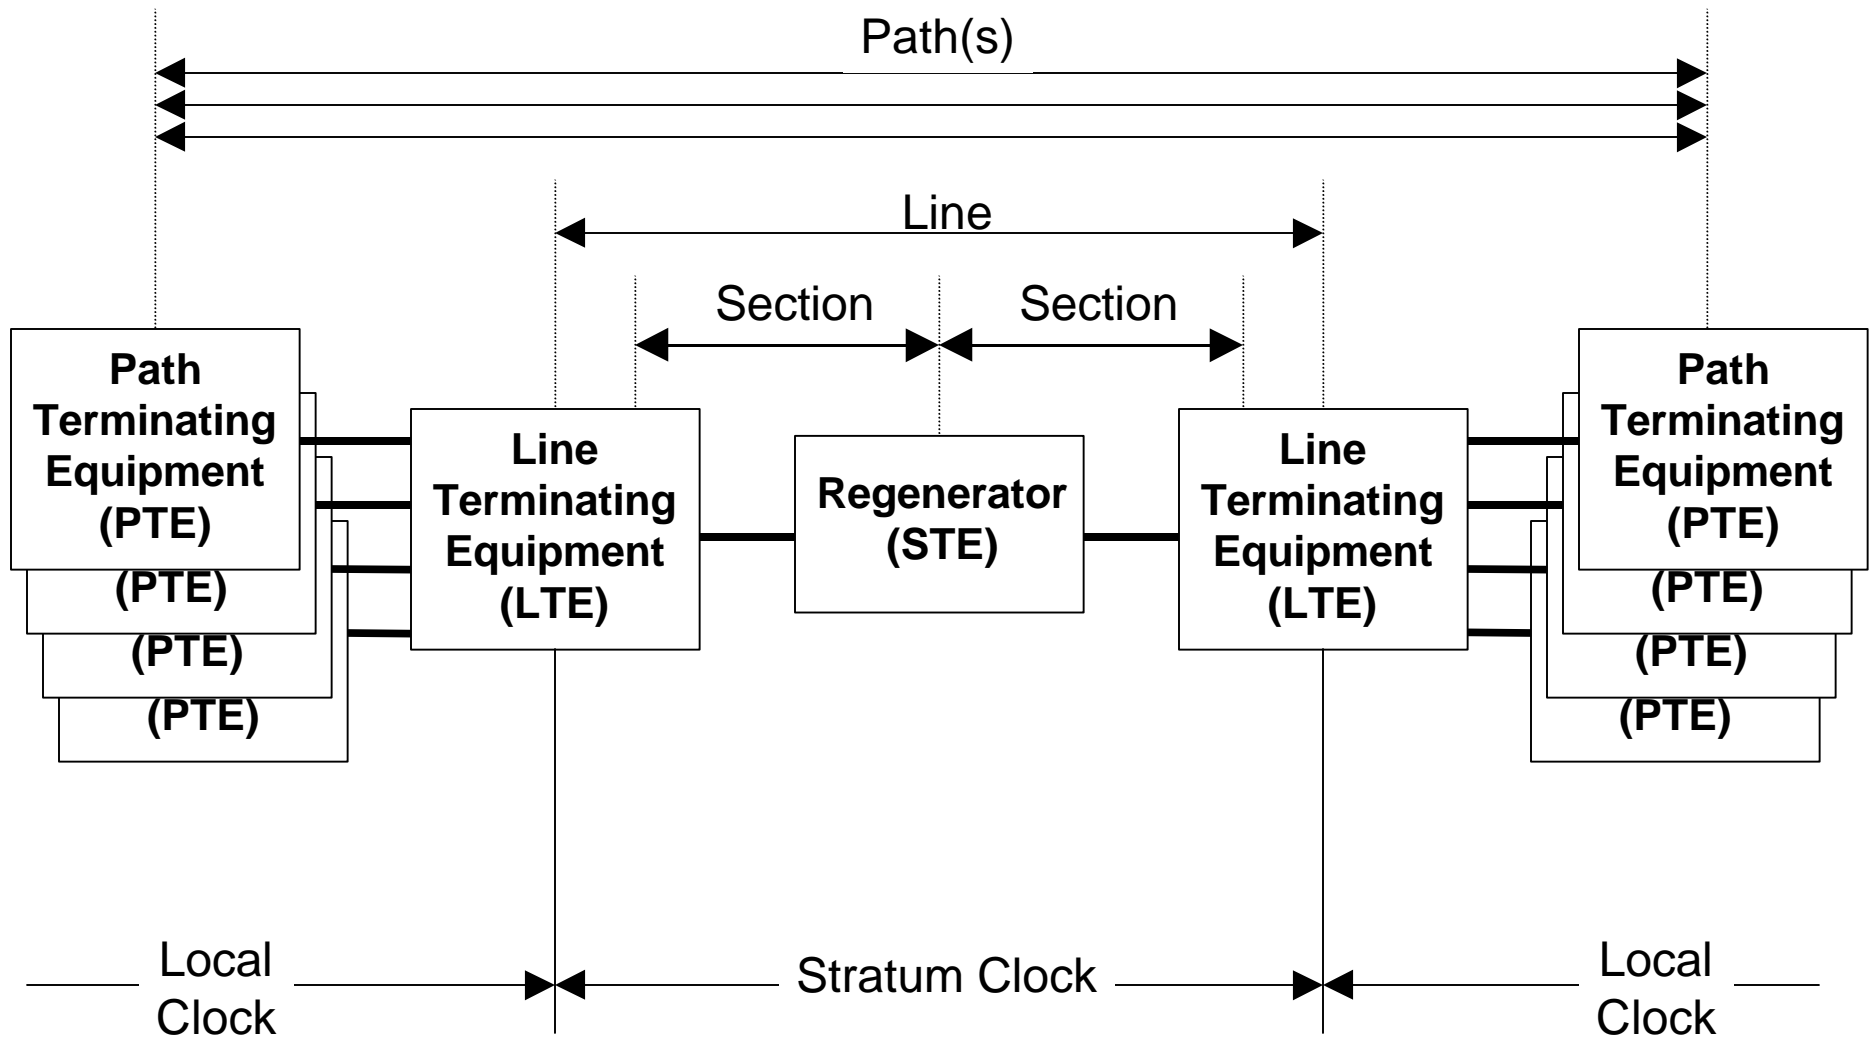 Path(s)
Line
Section
Section
Path
Terminating
Equipment
(PTE)
(PTE)
(PTE)
(PTE)
Line
Terminating
Equipment
(LTE)
Regenerator
(STE)
Line
Terminating
Equipment
(LTE)
Path
Terminating
Equipment
(PTE)
(PTE)
(PTE)
(PTE)
Local
Clock
Stratum Clock
Local
Clock